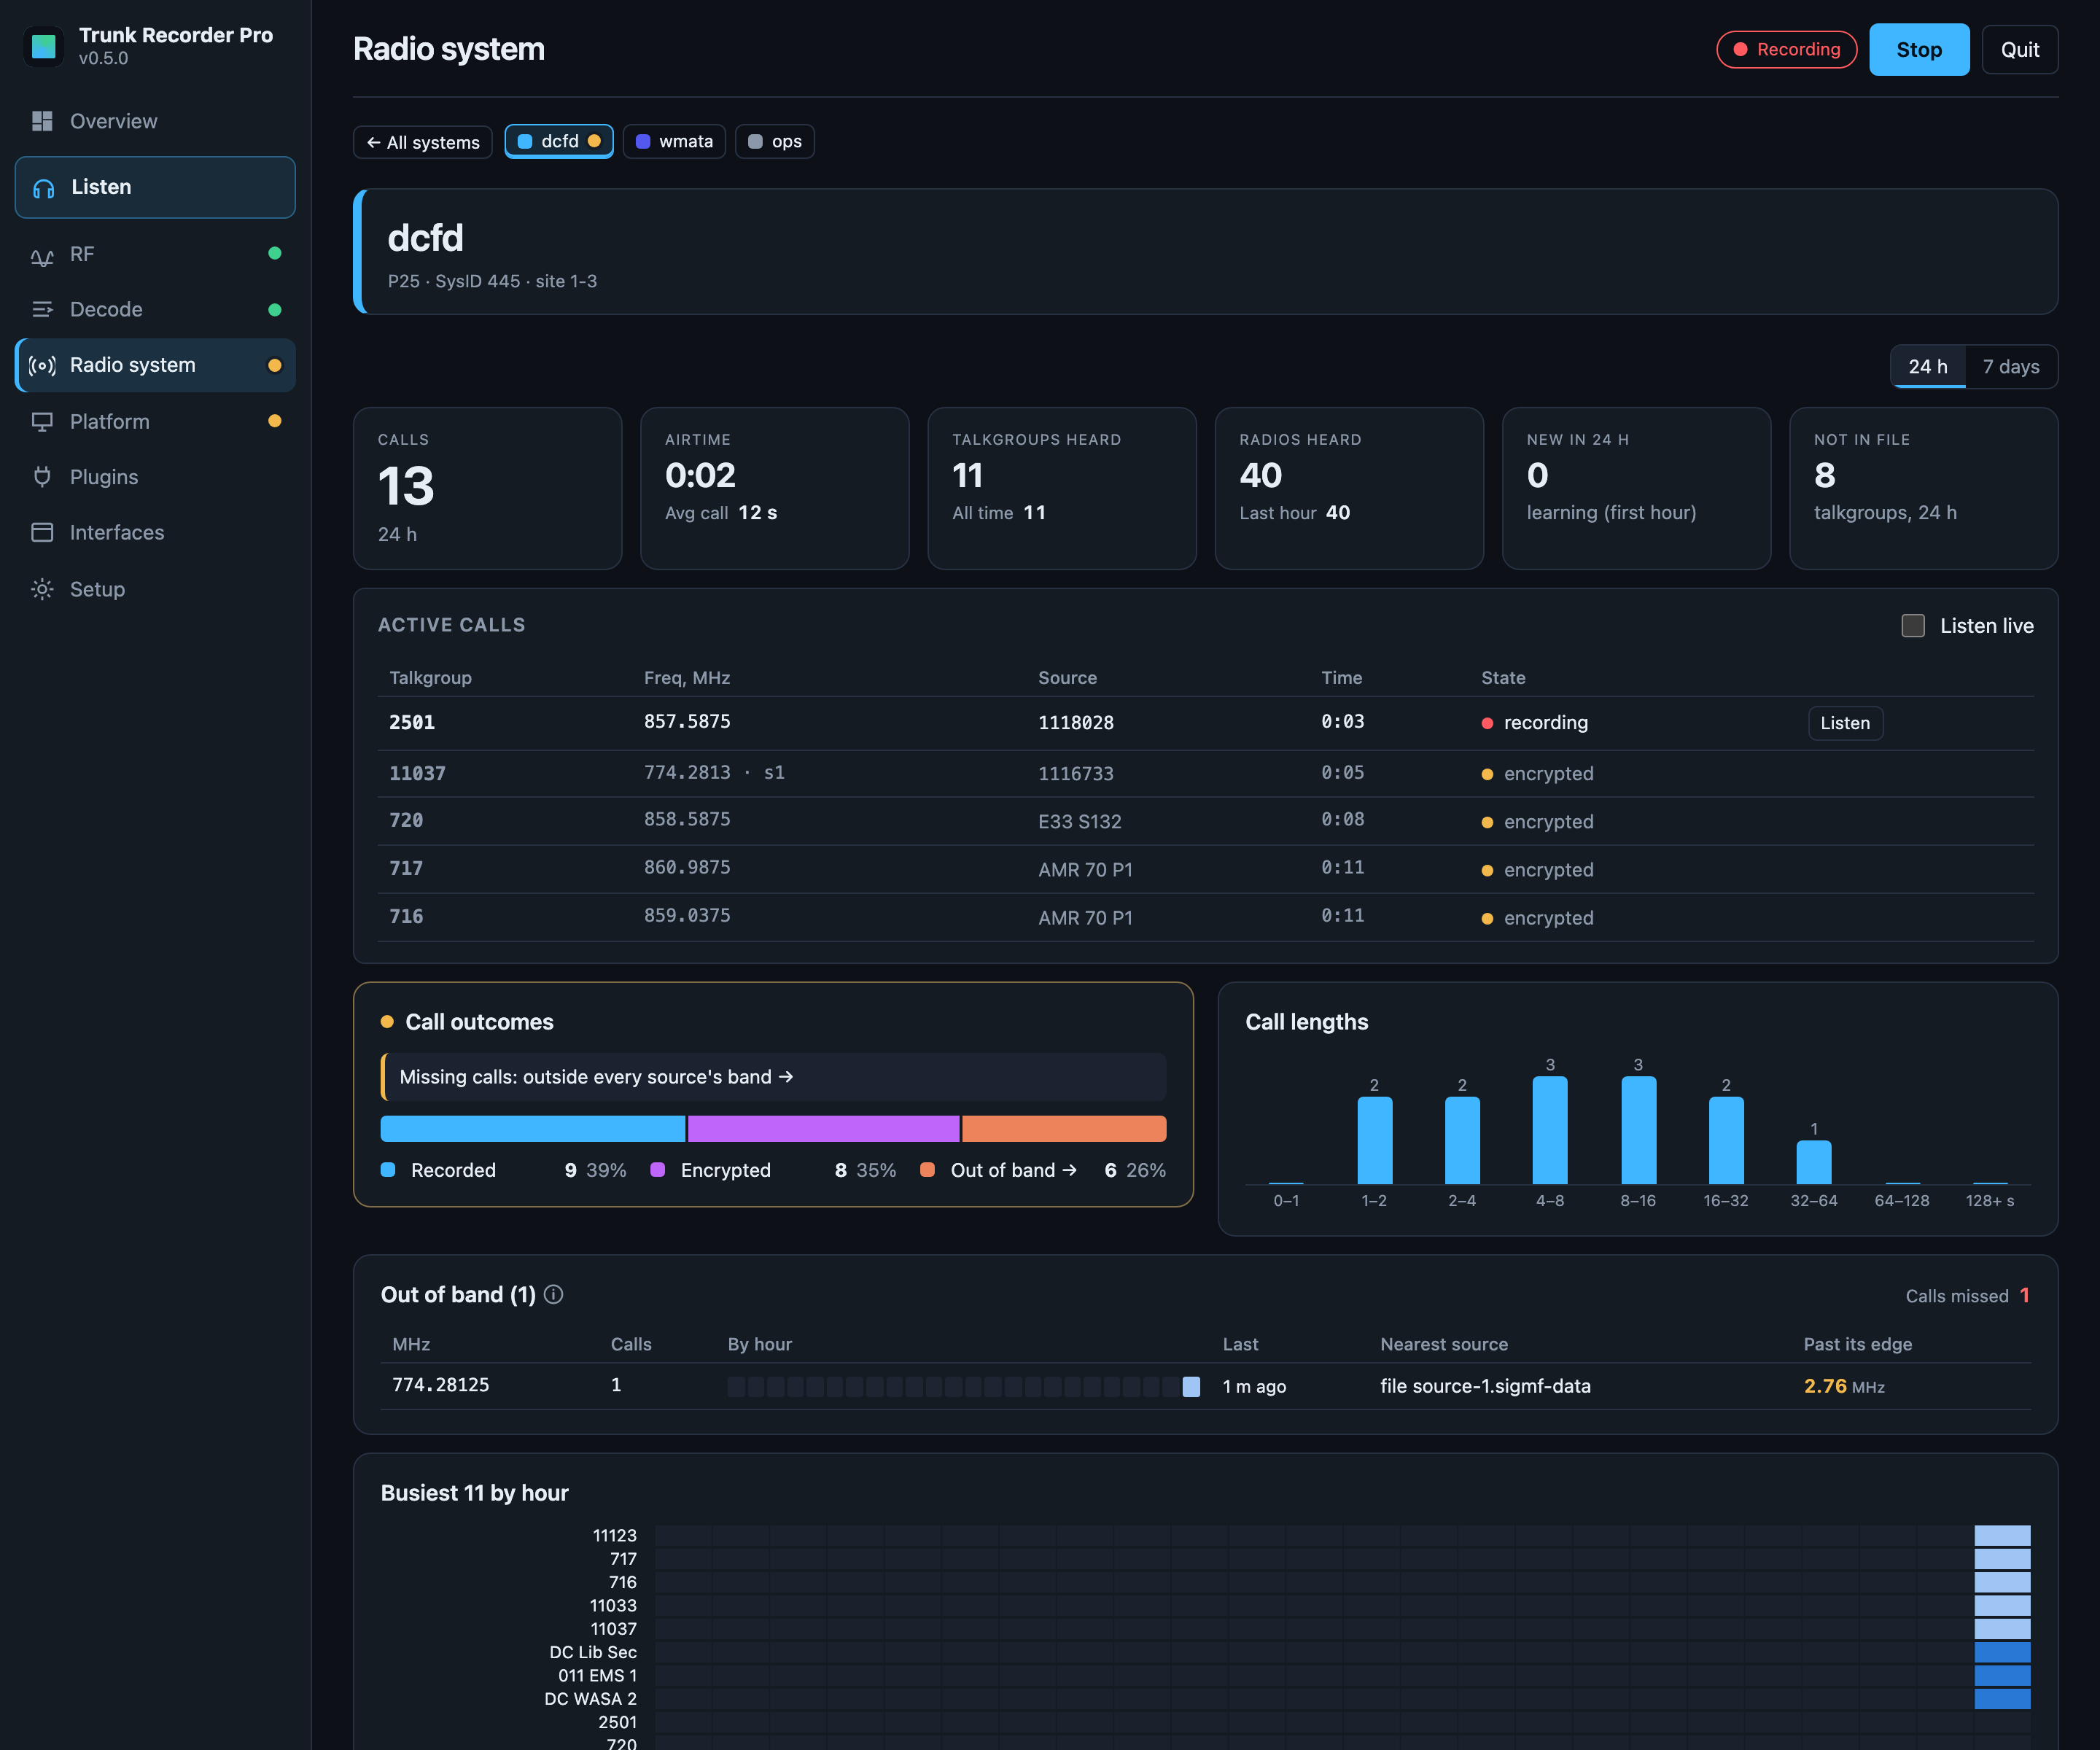 Trunk Recorder Pro
v0.5.0
Overview
Listen
RF
Decode
Radio system
Platform
Plugins
Interfaces
Setup
Radio system
Recording
Stop
Quit
← All systems
dcfd
wmata
ops
dcfd
P25 · SysID 445 · site 1-3
24 h
7 days
CALLS
13
24 h
AIRTIME
0:02
Avg call 12 s
TALKGROUPS HEARD
11
All time 11
RADIOS HEARD
40
Last hour 40
NEW IN 24 H
0
learning (first hour)
NOT IN FILE
8
talkgroups, 24 h
ACTIVE CALLS
Listen live
Talkgroup Freq, MHz Source Time State
2501 857.5875 1118028 0:03 recording Listen
11037 774.2813 · s1 1116733 0:05 encrypted
720 858.5875 E33 S132 0:08 encrypted
717 860.9875 AMR 70 P1 0:11 encrypted
716 859.0375 AMR 70 P1 0:11 encrypted
Call outcomes
Missing calls: outside every source's band →
Recorded 9 39% Encrypted 8 35% Out of band → 6 26%
Call lengths
2 2 3 3 2 1
0–1 1–2 2–4 4–8 8–16 16–32 32–64 64–128 128+ s
Out of band (1)
Calls missed 1
MHz Calls By hour Last Nearest source Past its edge
774.28125 1 1 m ago file source-1.sigmf-data 2.76 MHz
Busiest 11 by hour
11123
717
716
11033
11037
DC Lib Sec
011 EMS 1
DC WASA 2
2501
720